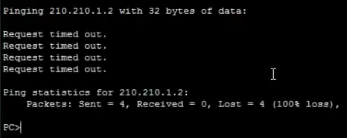 Pinging 210.210.1.2 with 32 bytes of data:
Request timed out.
Request timed out.
Request timed out.
Request timed out.
Ping statistics for 210.210.1.2:
Packets: Sent = 4, Received = 0, Lost = 4 (100% loss),
PC>